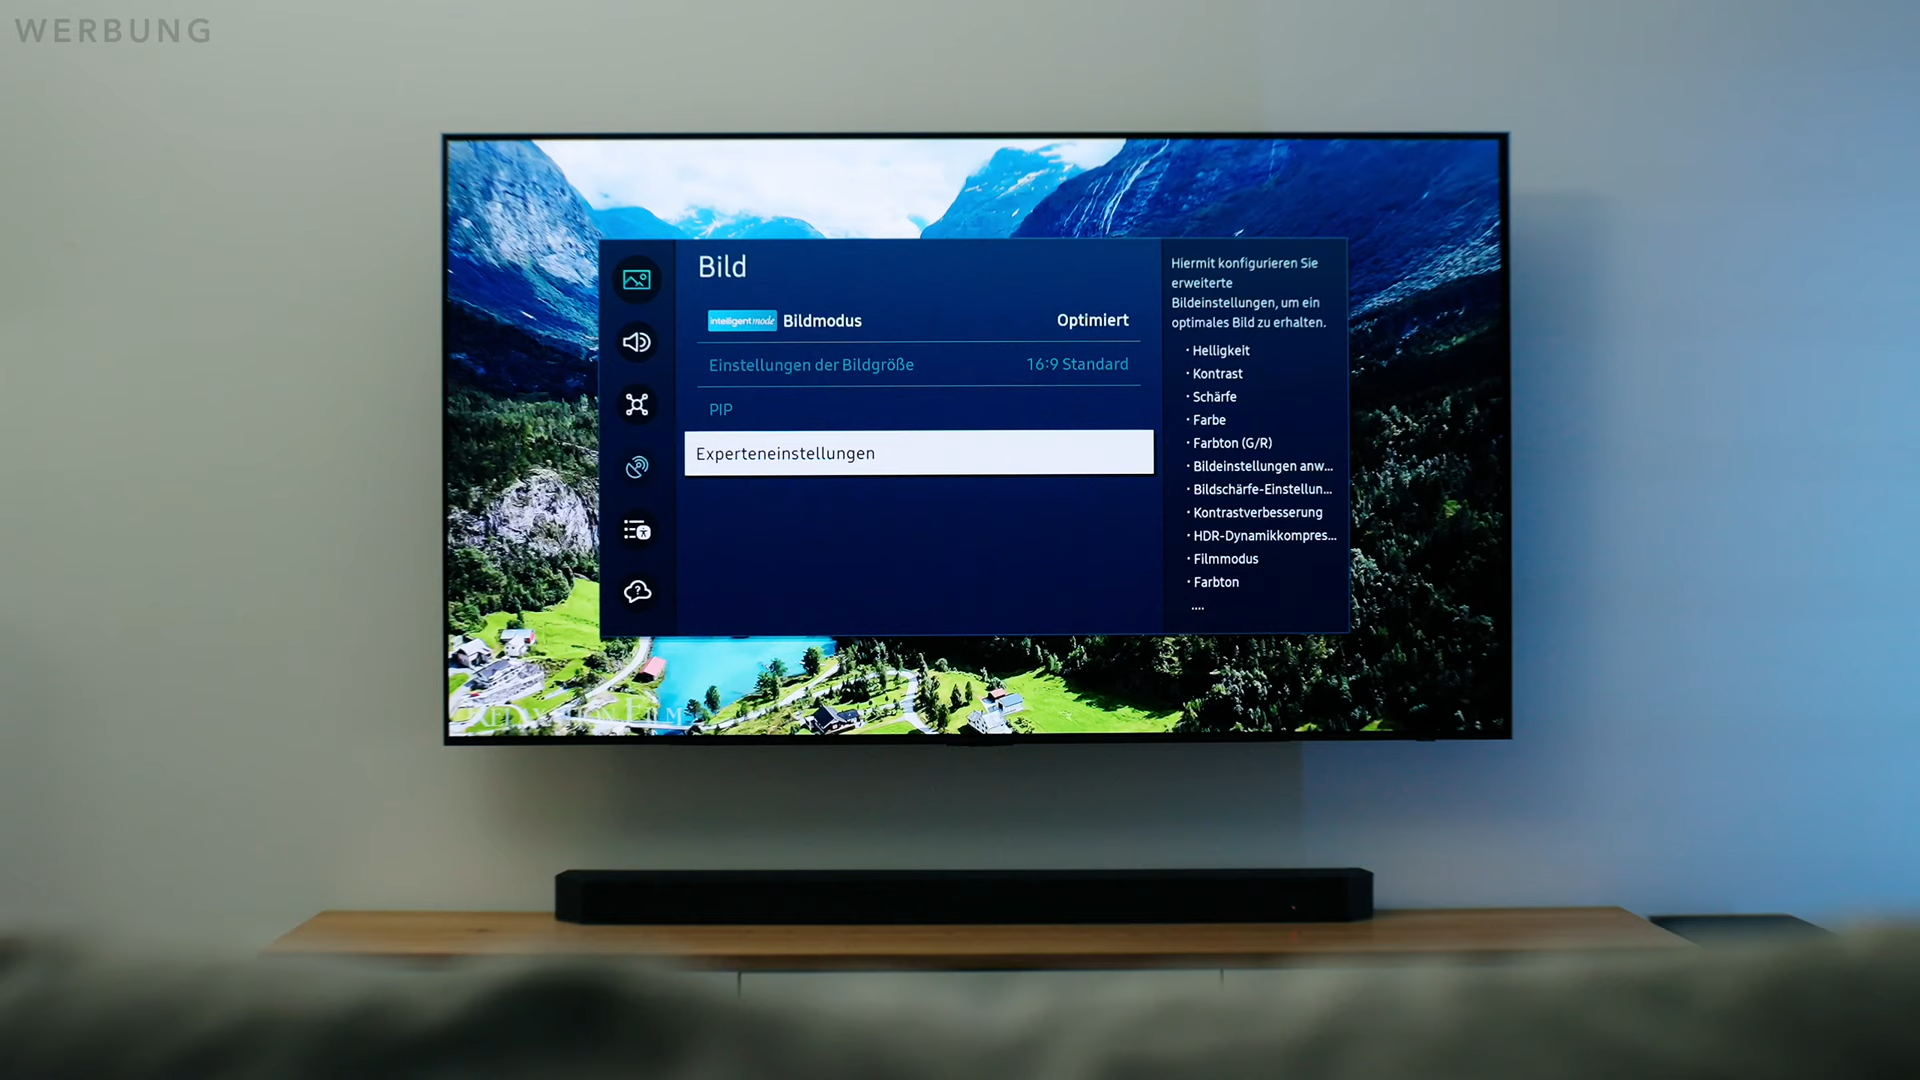 WERBUNG
Bild
intelligent mode Bildmodus Optimiert
Einstellungen der Bildgröße 16:9 Standard
PIP
Experteneinstellungen
Hiermit konfigurieren Sie
erweiterte
Bildeinstellungen, um ein
optimales Bild zu erhalten.
· Helligkeit
· Kontrast
· Schärfe
· Farbe
· Farbton (G/R)
· Bildeinstellungen anw...
· Bildschärfe-Einstellun...
· Kontrastverbesserung
· HDR-Dynamikkompres...
· Filmmodus
· Farbton
....
RELAXATION FILM